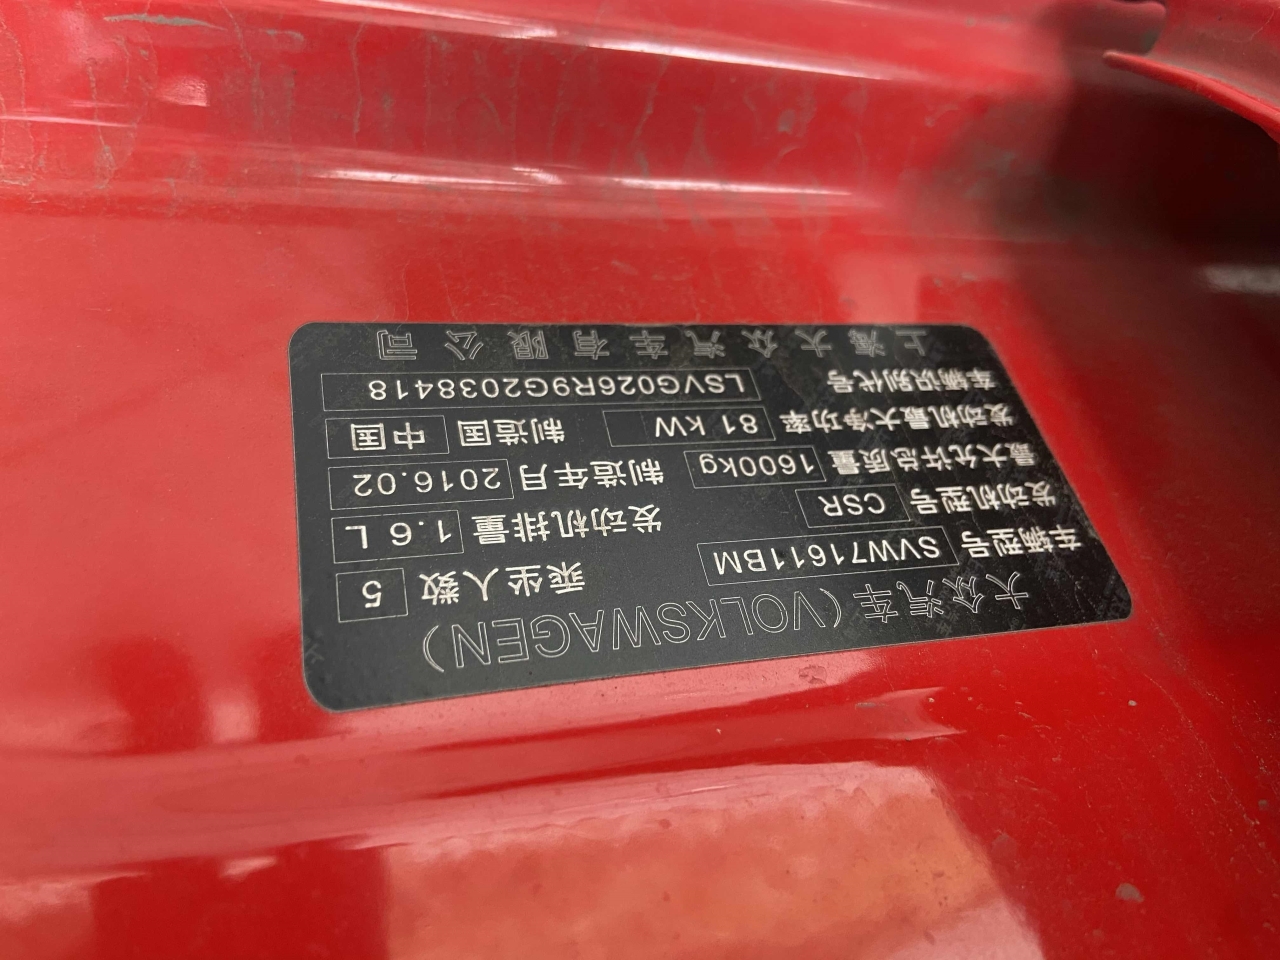 大众汽车(VOLKSWAGEN)
车辆型号 SVW71611BM 乘坐人数 5
发动机型号 CSR 发动机排量 1.6 L
最大允许总质量 1600kg 制造年月 2016.02
发动机最大净功率 81 kW 制造国 中国
车辆识别代号 LSVG026R9G2038418
上海大众汽车有限公司